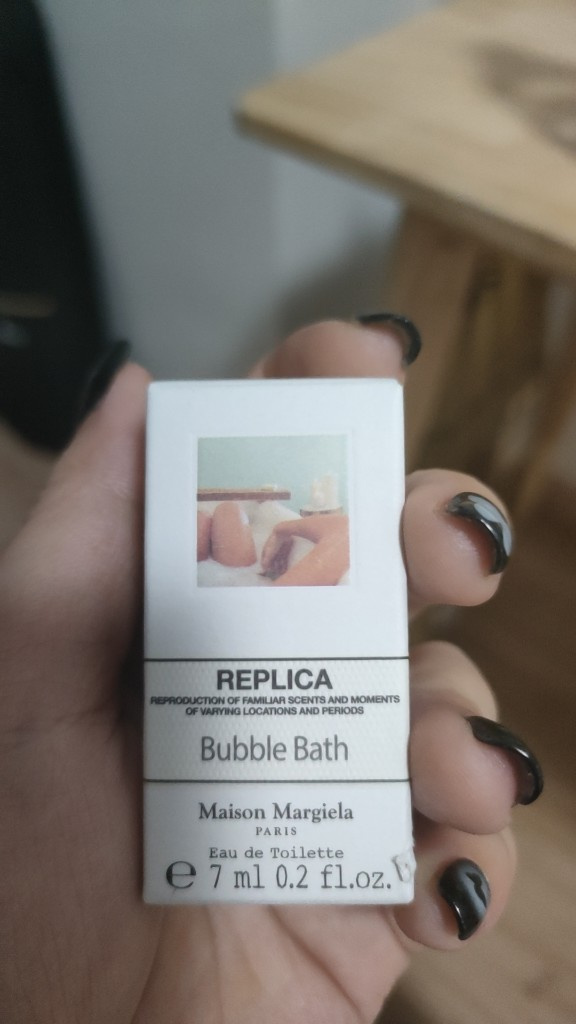 REPLICA
REPRODUCTION OF FAMILIAR SCENTS AND MOMENTS
OF VARYING LOCATIONS AND PERIODS
Bubble Bath
Maison Margiela
PARIS
Eau de Toilette
℮ 7 ml 0.2 fl.oz.